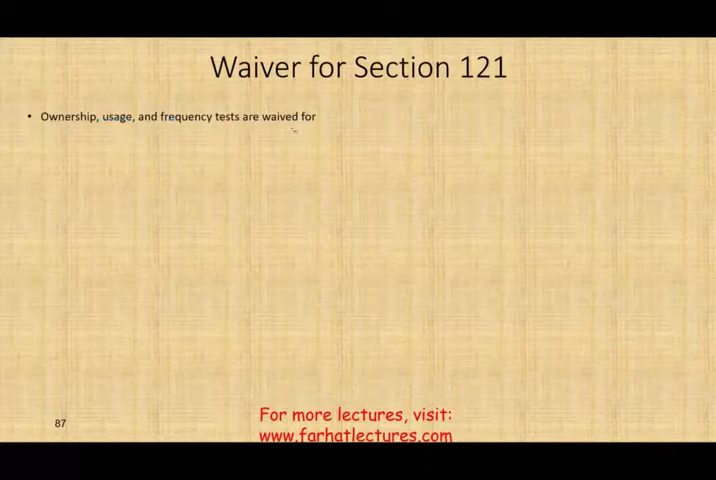 Waiver for Section 121
• Ownership, usage, and frequency tests are waived for
87
For more lectures, visit:
www.farhatlectures.com